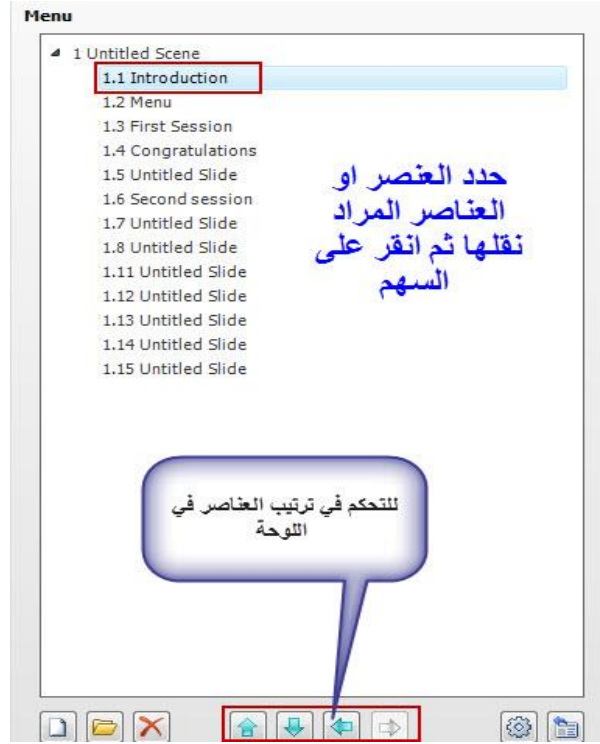 Menu
1 Untitled Scene
1.1 Introduction
1.2 Menu
1.3 First Session
1.4 Congratulations
1.5 Untitled Slide
1.6 Second session
1.7 Untitled Slide
1.8 Untitled Slide
1.11 Untitled Slide
1.12 Untitled Slide
1.13 Untitled Slide
1.14 Untitled Slide
1.15 Untitled Slide
حدد العنصر او
العناصر المراد
نقلها ثم انقر على
السهم
للتحكم في ترتيب العناصر في
اللوحة